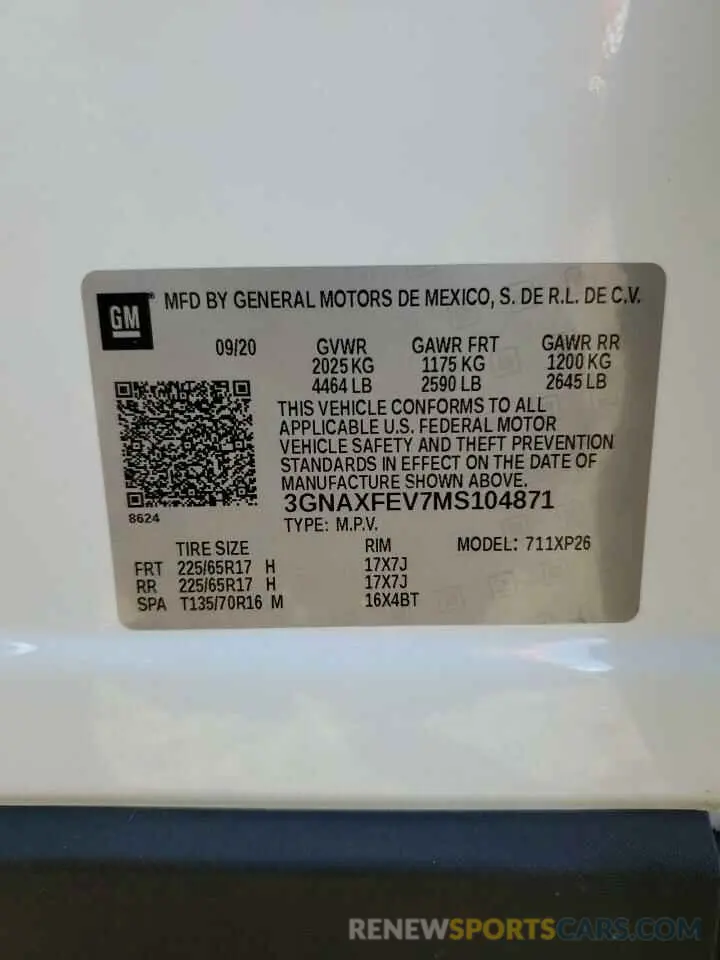 GM® MFD BY GENERAL MOTORS DE MEXICO, S. DE R.L. DE C.V.
09/20 GVWR GAWR FRT GAWR RR
2025 KG 1175 KG 1200 KG
4464 LB 2590 LB 2645 LB
THIS VEHICLE CONFORMS TO ALL
APPLICABLE U.S. FEDERAL MOTOR
VEHICLE SAFETY AND THEFT PREVENTION
STANDARDS IN EFFECT ON THE DATE OF
MANUFACTURE SHOWN ABOVE.
3GNAXFEV7MS104871
8624
TYPE: M.P.V.
TIRE SIZE RIM MODEL: 711XP26
FRT 225/65R17 H 17X7J
RR 225/65R17 H 17X7J
SPA T135/70R16 M 16X4BT
RENEWSPORTSCARS.COM